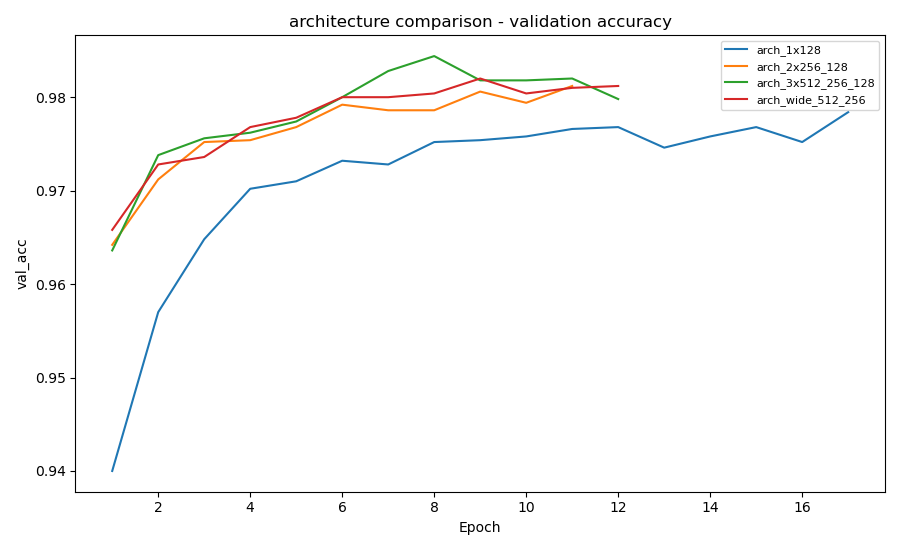 architecture comparison - validation accuracy
arch_1x128
arch_2x256_128
arch_3x512_256_128
arch_wide_512_256
val_acc
0.98
0.97
0.96
0.95
0.94
2 4 6 8 10 12 14 16
Epoch